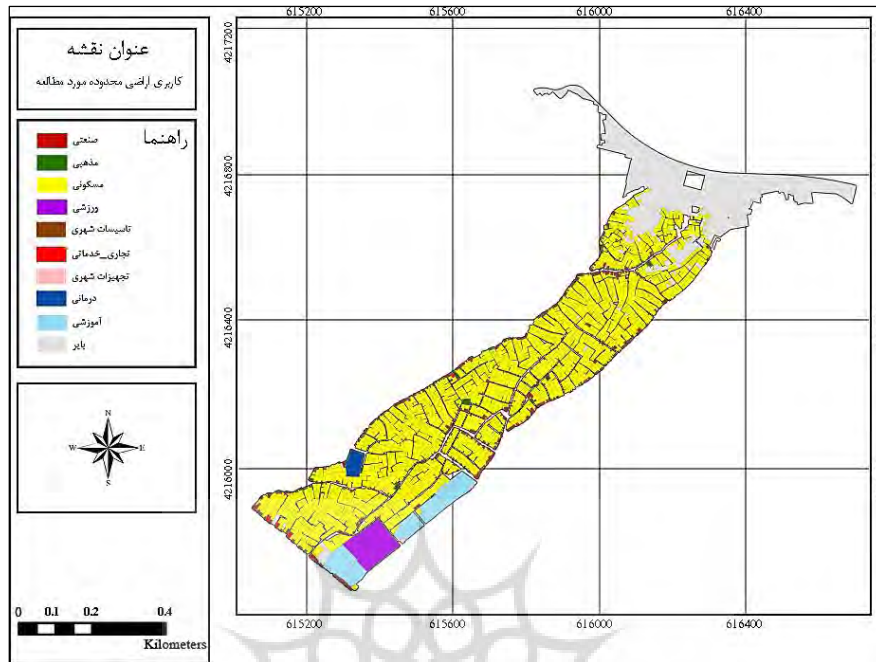 عنوان نقشه
کاربری اراضی محدوده مورد مطالعه
راهنما
صنعتی
مذهبی
مسکونی
ورزشی
تاسیسات شهری
تجاری_خدماتی
تجهیزات شهری
درمانی
آموزشی
بایر
N
W E
S
0 0.1 0.2 0.4
Kilometers
615200 615600 616000 616400
4217200
4216800
4216400
4216000
615200 615600 616000 616400